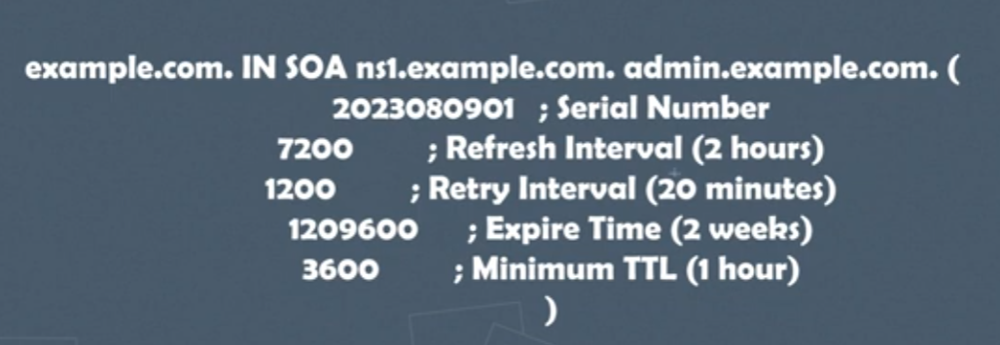 example.com. IN SOA ns1.example.com. admin.example.com. (
2023080901 ; Serial Number
7200 ; Refresh Interval (2 hours)
1200 ; Retry Interval (20 minutes)
1209600 ; Expire Time (2 weeks)
3600 ; Minimum TTL (1 hour)
)